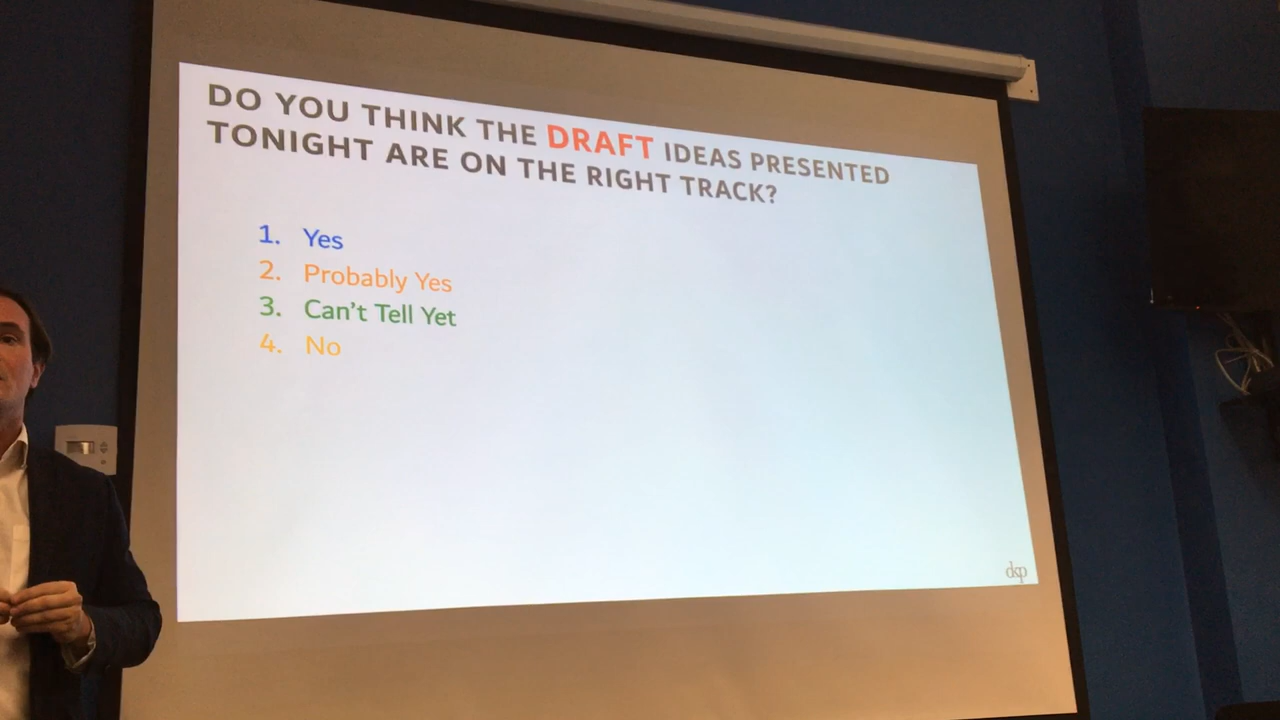 DO YOU THINK THE DRAFT IDEAS PRESENTED
TONIGHT ARE ON THE RIGHT TRACK?
1. Yes
2. Probably Yes
3. Can't Tell Yet
4. No
dkp